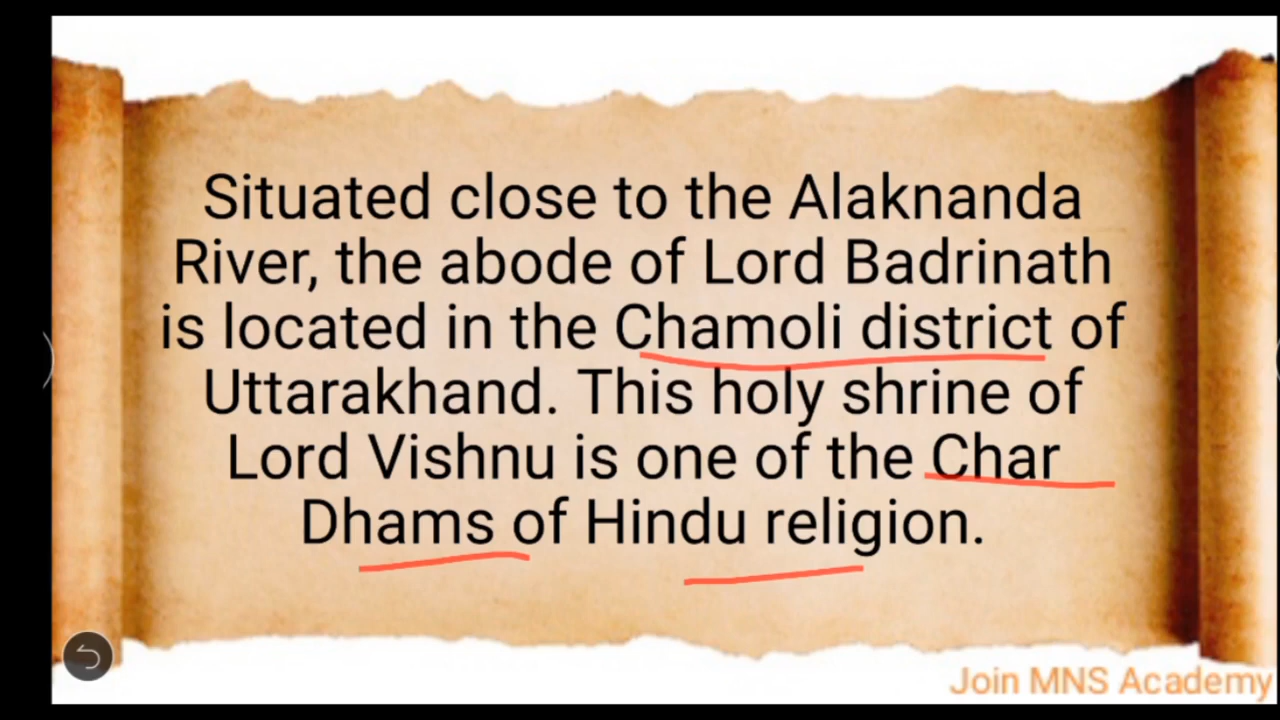 Situated close to the Alaknanda
River, the abode of Lord Badrinath
is located in the Chamoli district of
Uttarakhand. This holy shrine of
Lord Vishnu is one of the Char
Dhams of Hindu religion.
Join MNS Academy